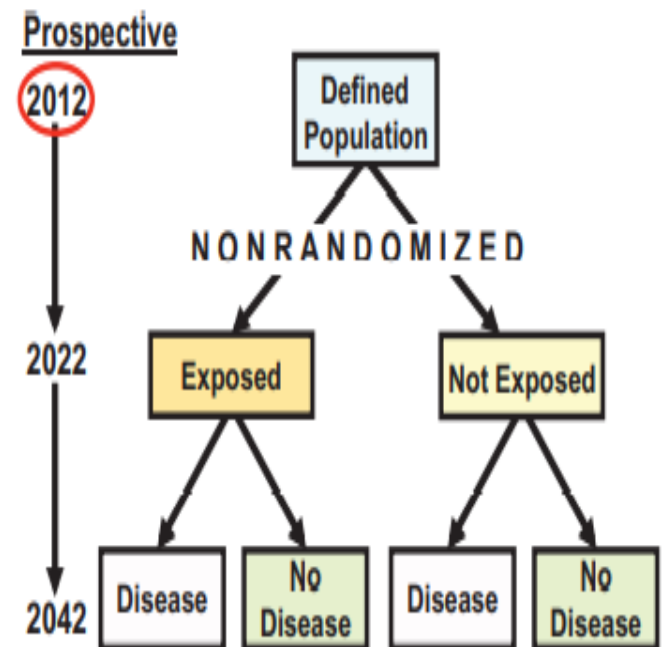 Prospective
2012
Defined
Population
NONRANDOMIZED
2022
Exposed
Not Exposed
Disease
No
Disease
Disease
No
Disease
2042